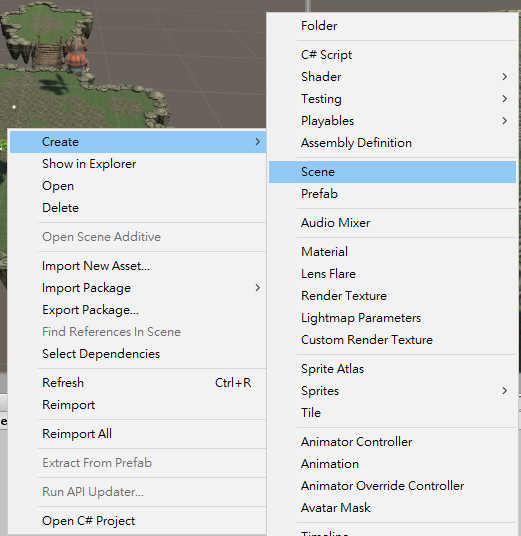 Create
Show in Explorer
Open
Delete
Open Scene Additive
Import New Asset...
Import Package
Export Package...
Find References In Scene
Select Dependencies
Refresh Ctrl+R
Reimport
Reimport All
Extract From Prefab
Run API Updater...
Open C# Project
Folder
C# Script
Shader
Testing
Playables
Assembly Definition
Scene
Prefab
Audio Mixer
Material
Lens Flare
Render Texture
Lightmap Parameters
Custom Render Texture
Sprite Atlas
Sprites
Tile
Animator Controller
Animation
Animator Override Controller
Avatar Mask
Timeline